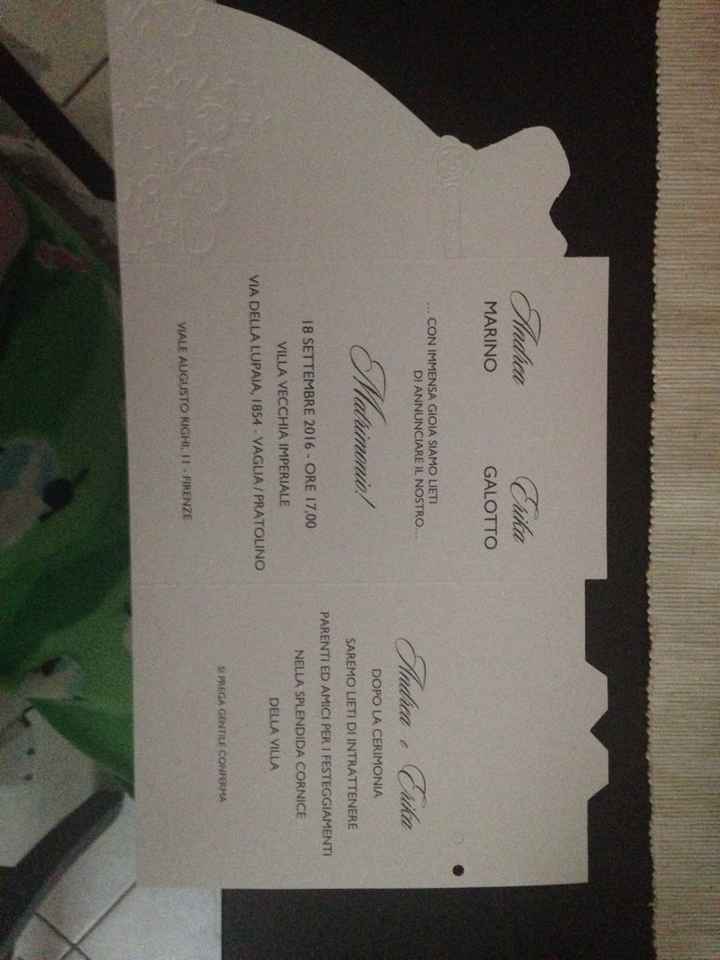 Andrea Erika
MARINO GALOTTO
... CON IMMENSA GIOIA SIAMO LIETI
DI ANNUNCIARE IL NOSTRO....
Matrimonio!
18 SETTEMBRE 2016 - ORE 17,00
VILLA VECCHIA IMPERIALE
VIA DELLA LUPAIA, 1854 - VAGLIA / PRATOLINO
VIALE AUGUSTO RIGHI, 11 - FIRENZE
Andrea e Erika
DOPO LA CERIMONIA
SAREMO LIETI DI INTRATTENERE
PARENTI ED AMICI PER I FESTEGGIAMENTI
NELLA SPLENDIDA CORNICE
DELLA VILLA
SI PREGA GENTILE CONFERMA